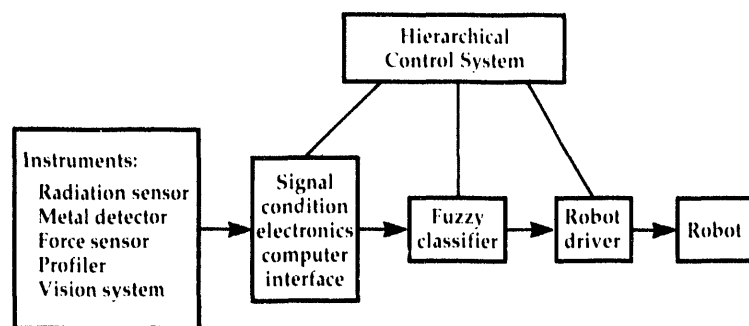 Hierarchical
Control System
Instruments:
Radiation sensor
Metal detector
Force sensor
Profiler
Vision system
Signal
condition
electronics
computer
interface
Fuzzy
classifier
Robot
driver
Robot